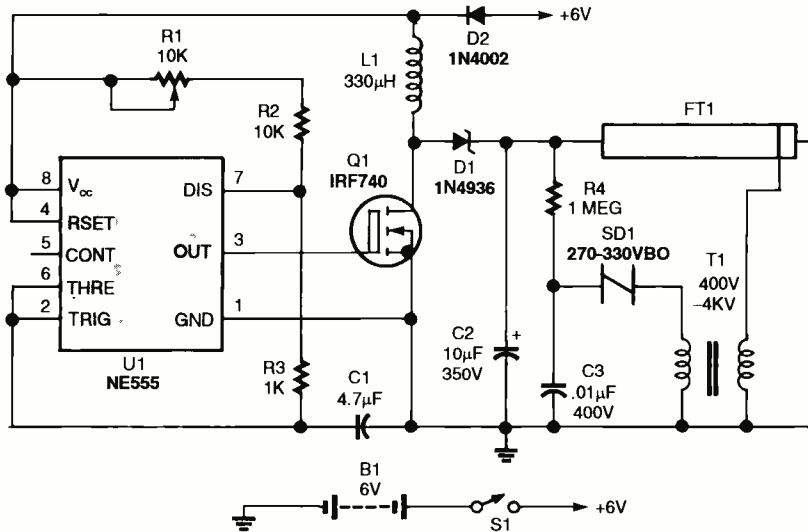 R1
10K
D2
1N4002
+6V
L1
330µH
R2
10K
FT1
Q1
IRF740
D1
1N4936
8
Vcc
DIS
7
4
RSET
5
CONT
OUT
3
6
THRE
2
TRIG
GND
1
U1
NE555
R4
1 MEG
SD1
270-330VBO
T1
400V
-4KV
C2
10µF
350V
+
R3
1K
C1
4.7µF
C3
.01µF
400V
B1
6V
S1
+6V